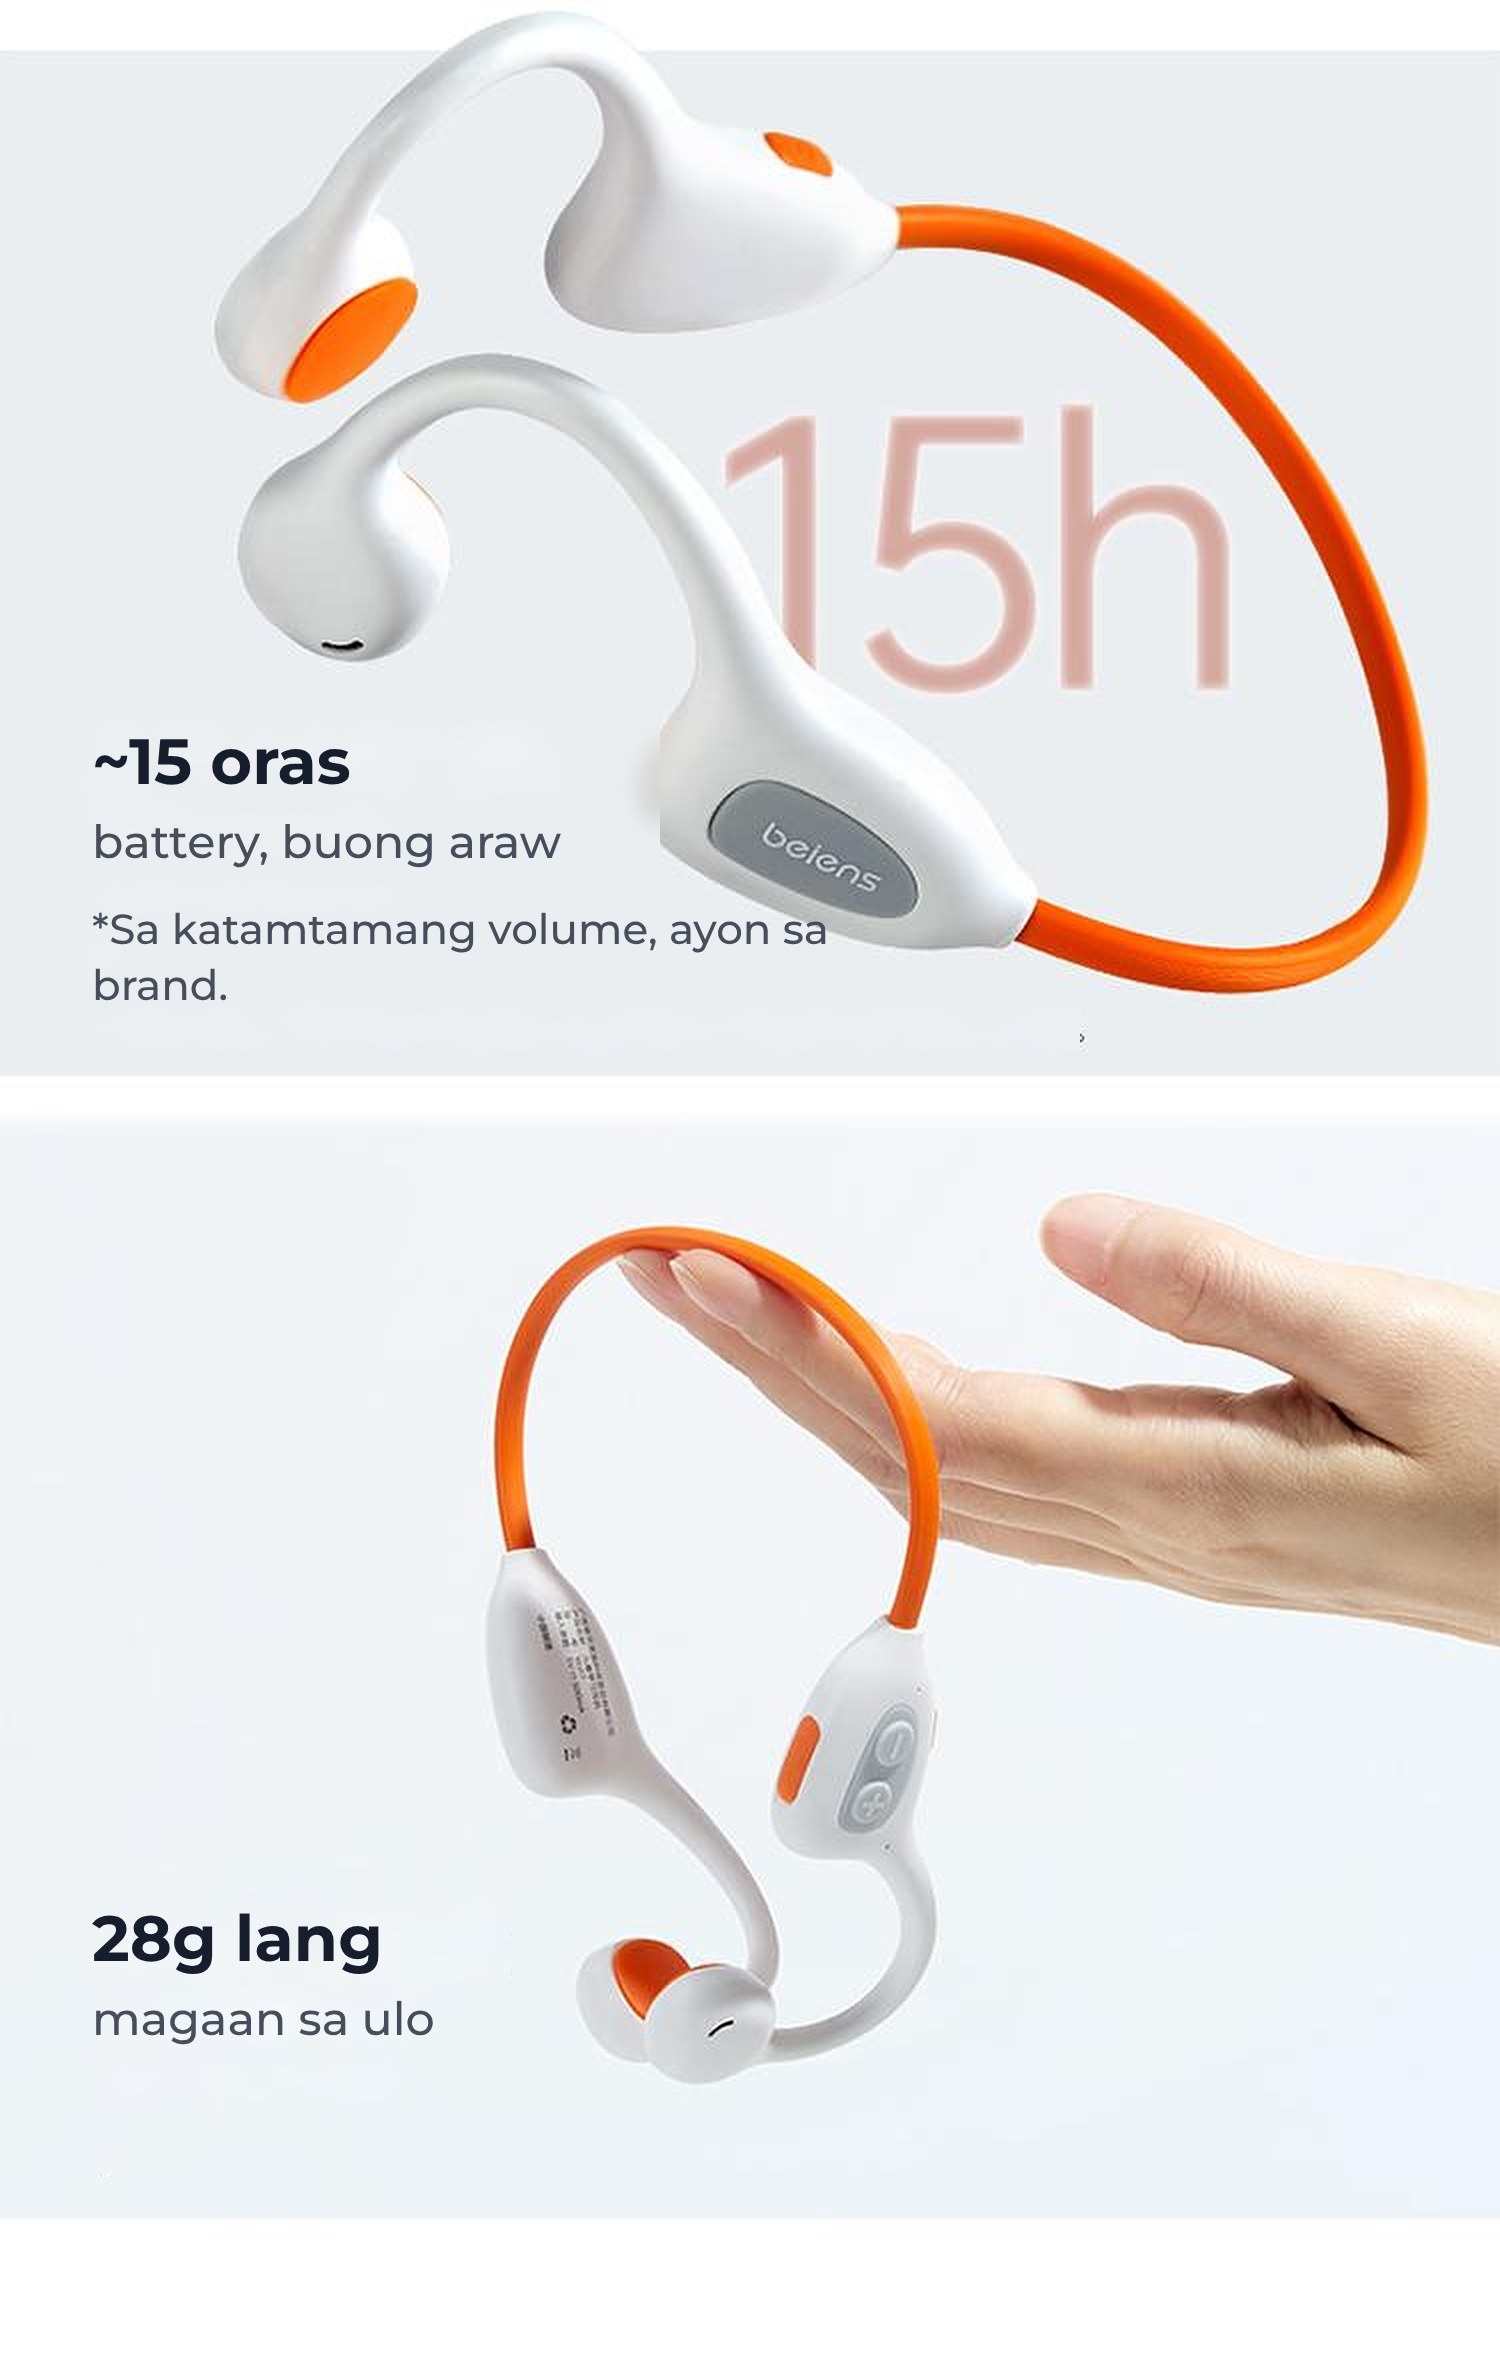 15h
~15 oras
battery, buong araw
beiens
*Sa katamtamang volume, ayon sa
brand.
28g lang
magaan sa ulo